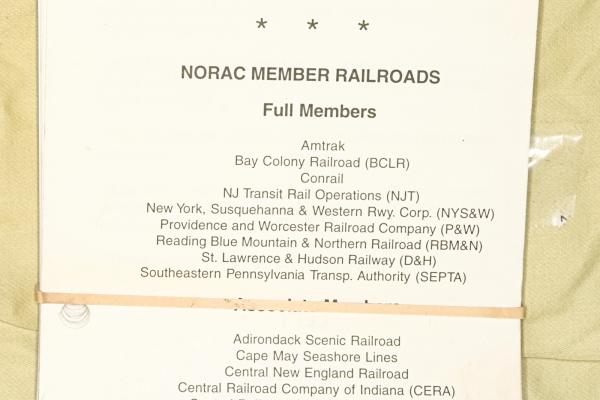 * * *
NORAC MEMBER RAILROADS
Full Members
Amtrak
Bay Colony Railroad (BCLR)
Conrail
NJ Transit Rail Operations (NJT)
New York, Susquehanna & Western Rwy. Corp. (NYS&W)
Providence and Worcester Railroad Company (P&W)
Reading Blue Mountain & Northern Railroad (RBM&N)
St. Lawrence & Hudson Railway (D&H)
Southeastern Pennsylvania Transp. Authority (SEPTA)
Associate Members
Adirondack Scenic Railroad
Cape May Seashore Lines
Central New England Railroad
Central Railroad Company of Indiana (CERA)